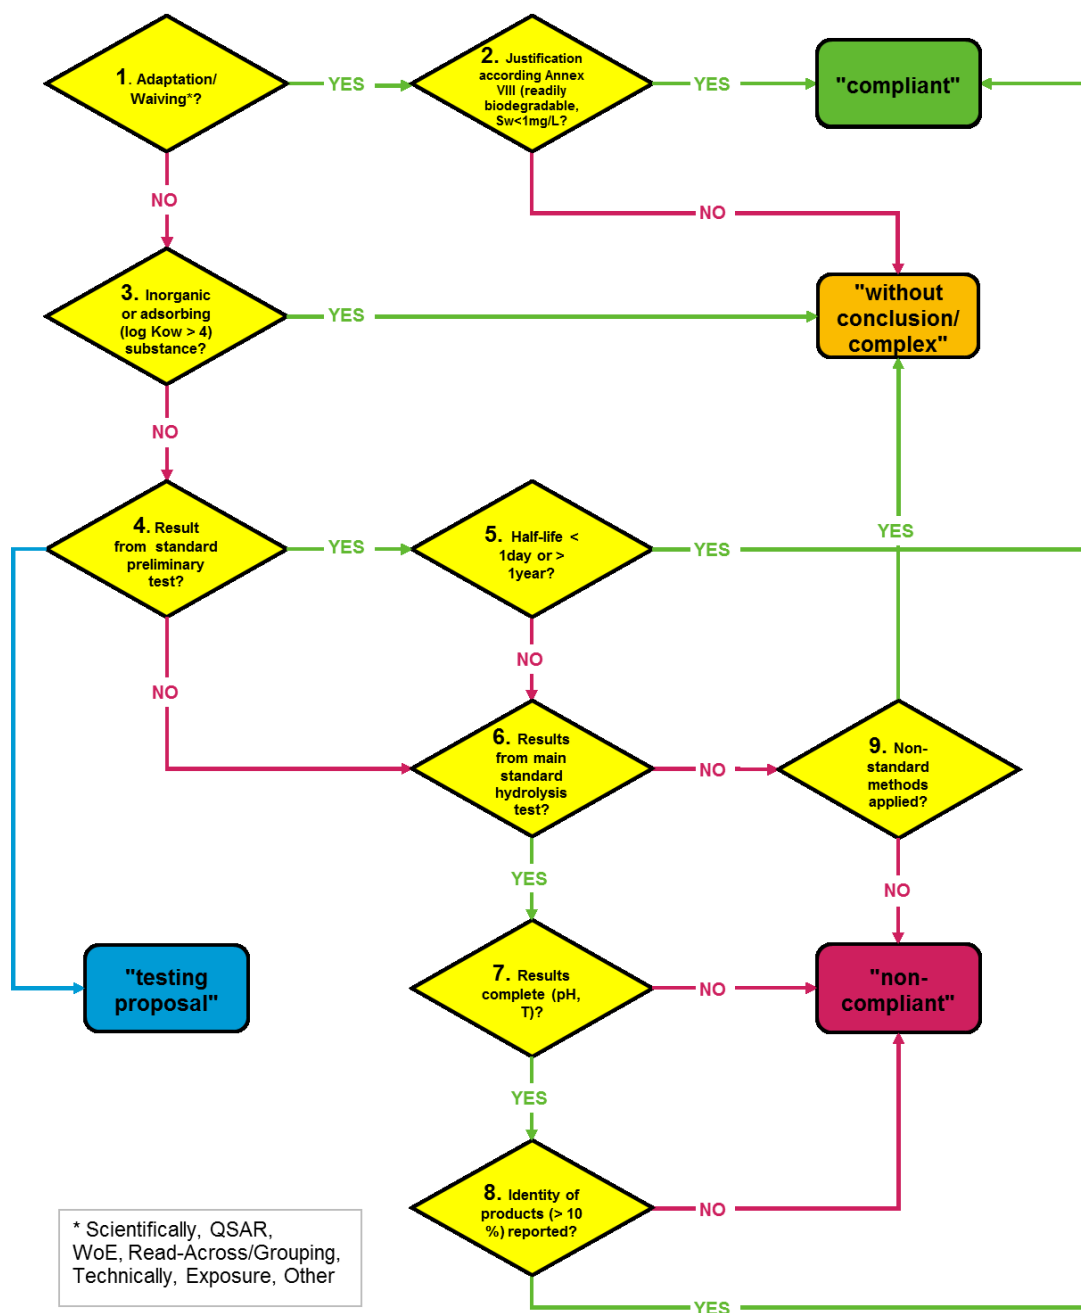 1. Adaptation/
Waiving*?
YES
2. Justification
according Annex
VIII (readily
biodegradable,
Sw<1mg/L?
YES
"compliant"
NO
NO
3. Inorganic
or adsorbing
(log Kow > 4)
substance?
YES
"without
conclusion/
complex"
NO
4. Result
from standard
preliminary
test?
YES
5. Half-life <
1day or >
1year?
YES
YES
NO
NO
6. Results
from main
standard
hydrolysis
test?
NO
9. Non-
standard
methods
applied?
YES
NO
"testing
proposal"
7. Results
complete (pH,
T)?
NO
"non-
compliant"
YES
8. Identity of
products (> 10
%) reported?
NO
YES
* Scientifically, QSAR,
WoE, Read-Across/Grouping,
Technically, Exposure, Other